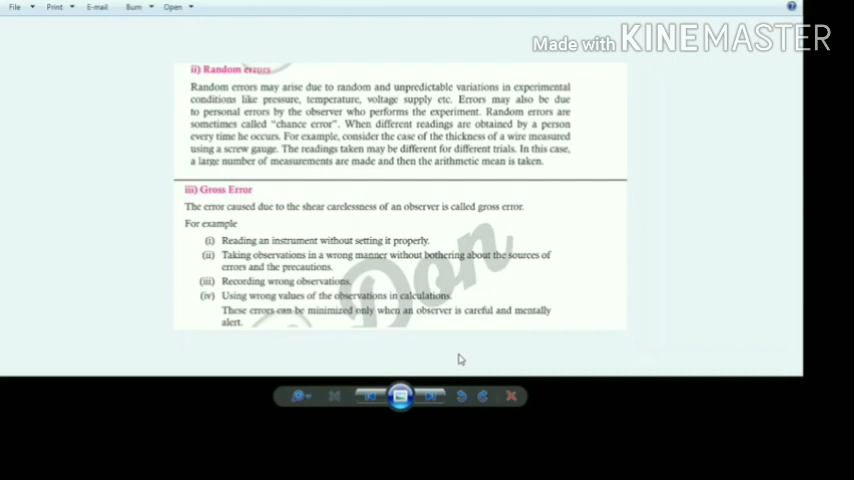 File Print E-mail Burn Open
Made with KINEMASTER
ii) Random errors
Random errors may arise due to random and unpredictable variations in experimental
conditions like pressure, temperature, voltage supply etc. Errors may also be due
to personal errors by the observer who performs the experiment. Random errors are
sometimes called "chance error". When different readings are obtained by a person
every time he occurs. For example, consider the case of the thickness of a wire measured
using a screw gauge. The readings taken may be different for different trials. In this case,
a large number of measurements are made and then the arithmetic mean is taken.
iii) Gross Error
The error caused due to the shear carelessness of an observer is called gross error.
For example
(i) Reading an instrument without setting it properly.
(ii) Taking observations in a wrong manner without bothering about the sources of
errors and the precautions.
(iii) Recording wrong observations.
(iv) Using wrong values of the observations in calculations.
These errors can be minimized only when an observer is careful and mentally
alert.
Don